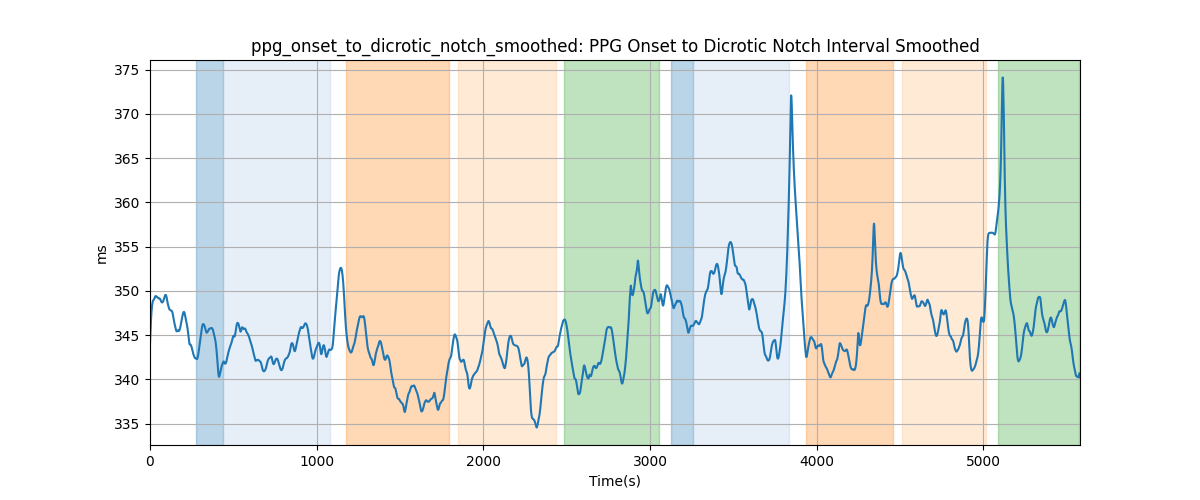 ppg_onset_to_dicrotic_notch_smoothed: PPG Onset to Dicrotic Notch Interval Smoothed
375
370
365
360
355
350
345
340
335
ms
0 1000 2000 3000 4000 5000
Time(s)